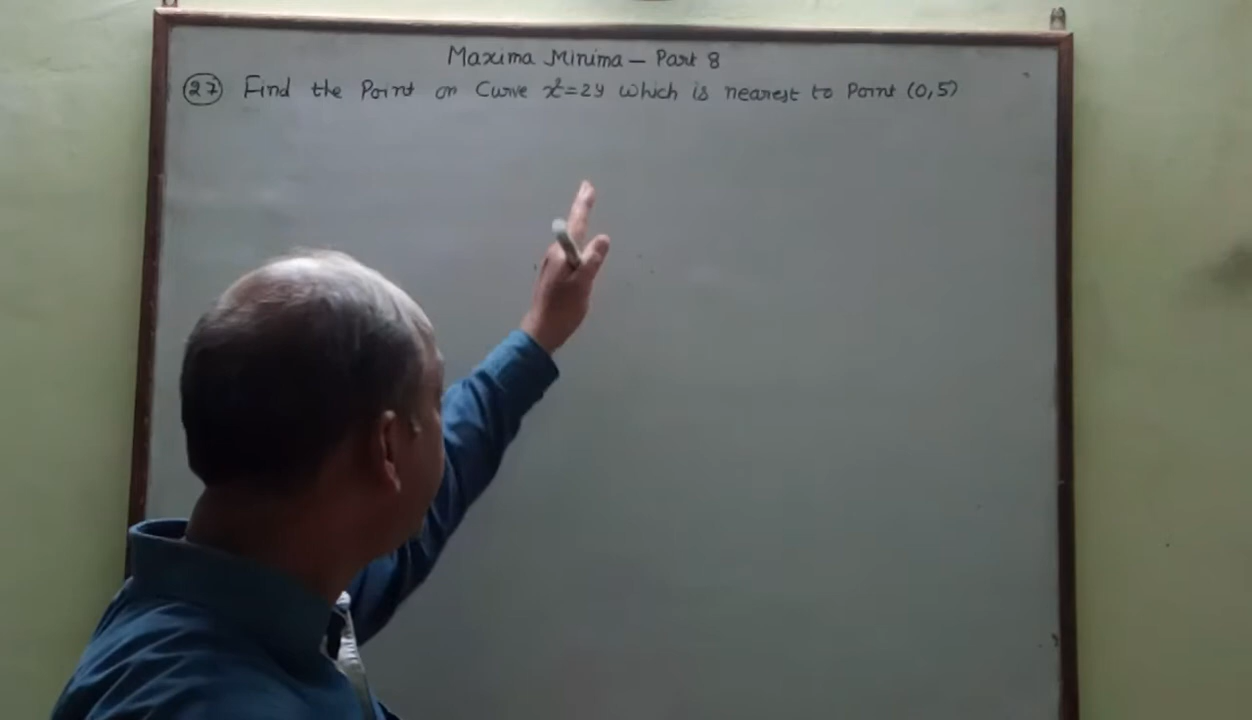 Maxima Minima — Part 8
27 Find the Point on Curve x²=2y which is nearest to Point (0,5)